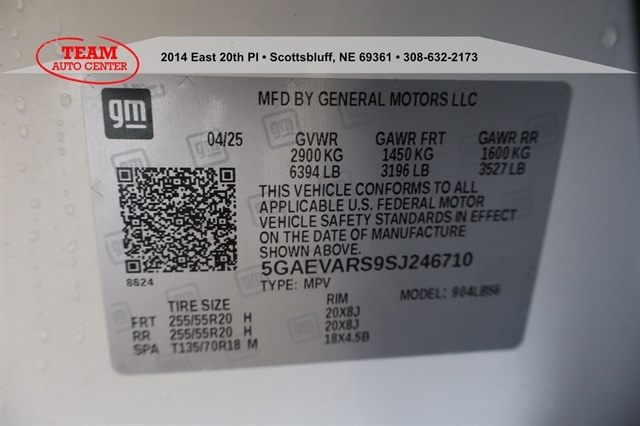 TEAM
AUTO CENTER
2014 East 20th Pl • Scottsbluff, NE 69361 • 308-632-2173
gm
MFD BY GENERAL MOTORS LLC
04/25 GVWR GAWR FRT GAWR RR
2900 KG 1450 KG 1600 KG
6394 LB 3196 LB 3527 LB
THIS VEHICLE CONFORMS TO ALL
APPLICABLE U.S. FEDERAL MOTOR
VEHICLE SAFETY STANDARDS IN EFFECT
ON THE DATE OF MANUFACTURE
SHOWN ABOVE.
5GAEVARS9SJ246710
8624
TYPE: MPV MODEL: 904LBS6
TIRE SIZE RIM
FRT 255/55R20 H 20X8J
RR 255/55R20 H 20X8J
SPA T135/70R18 M 18X4.5B